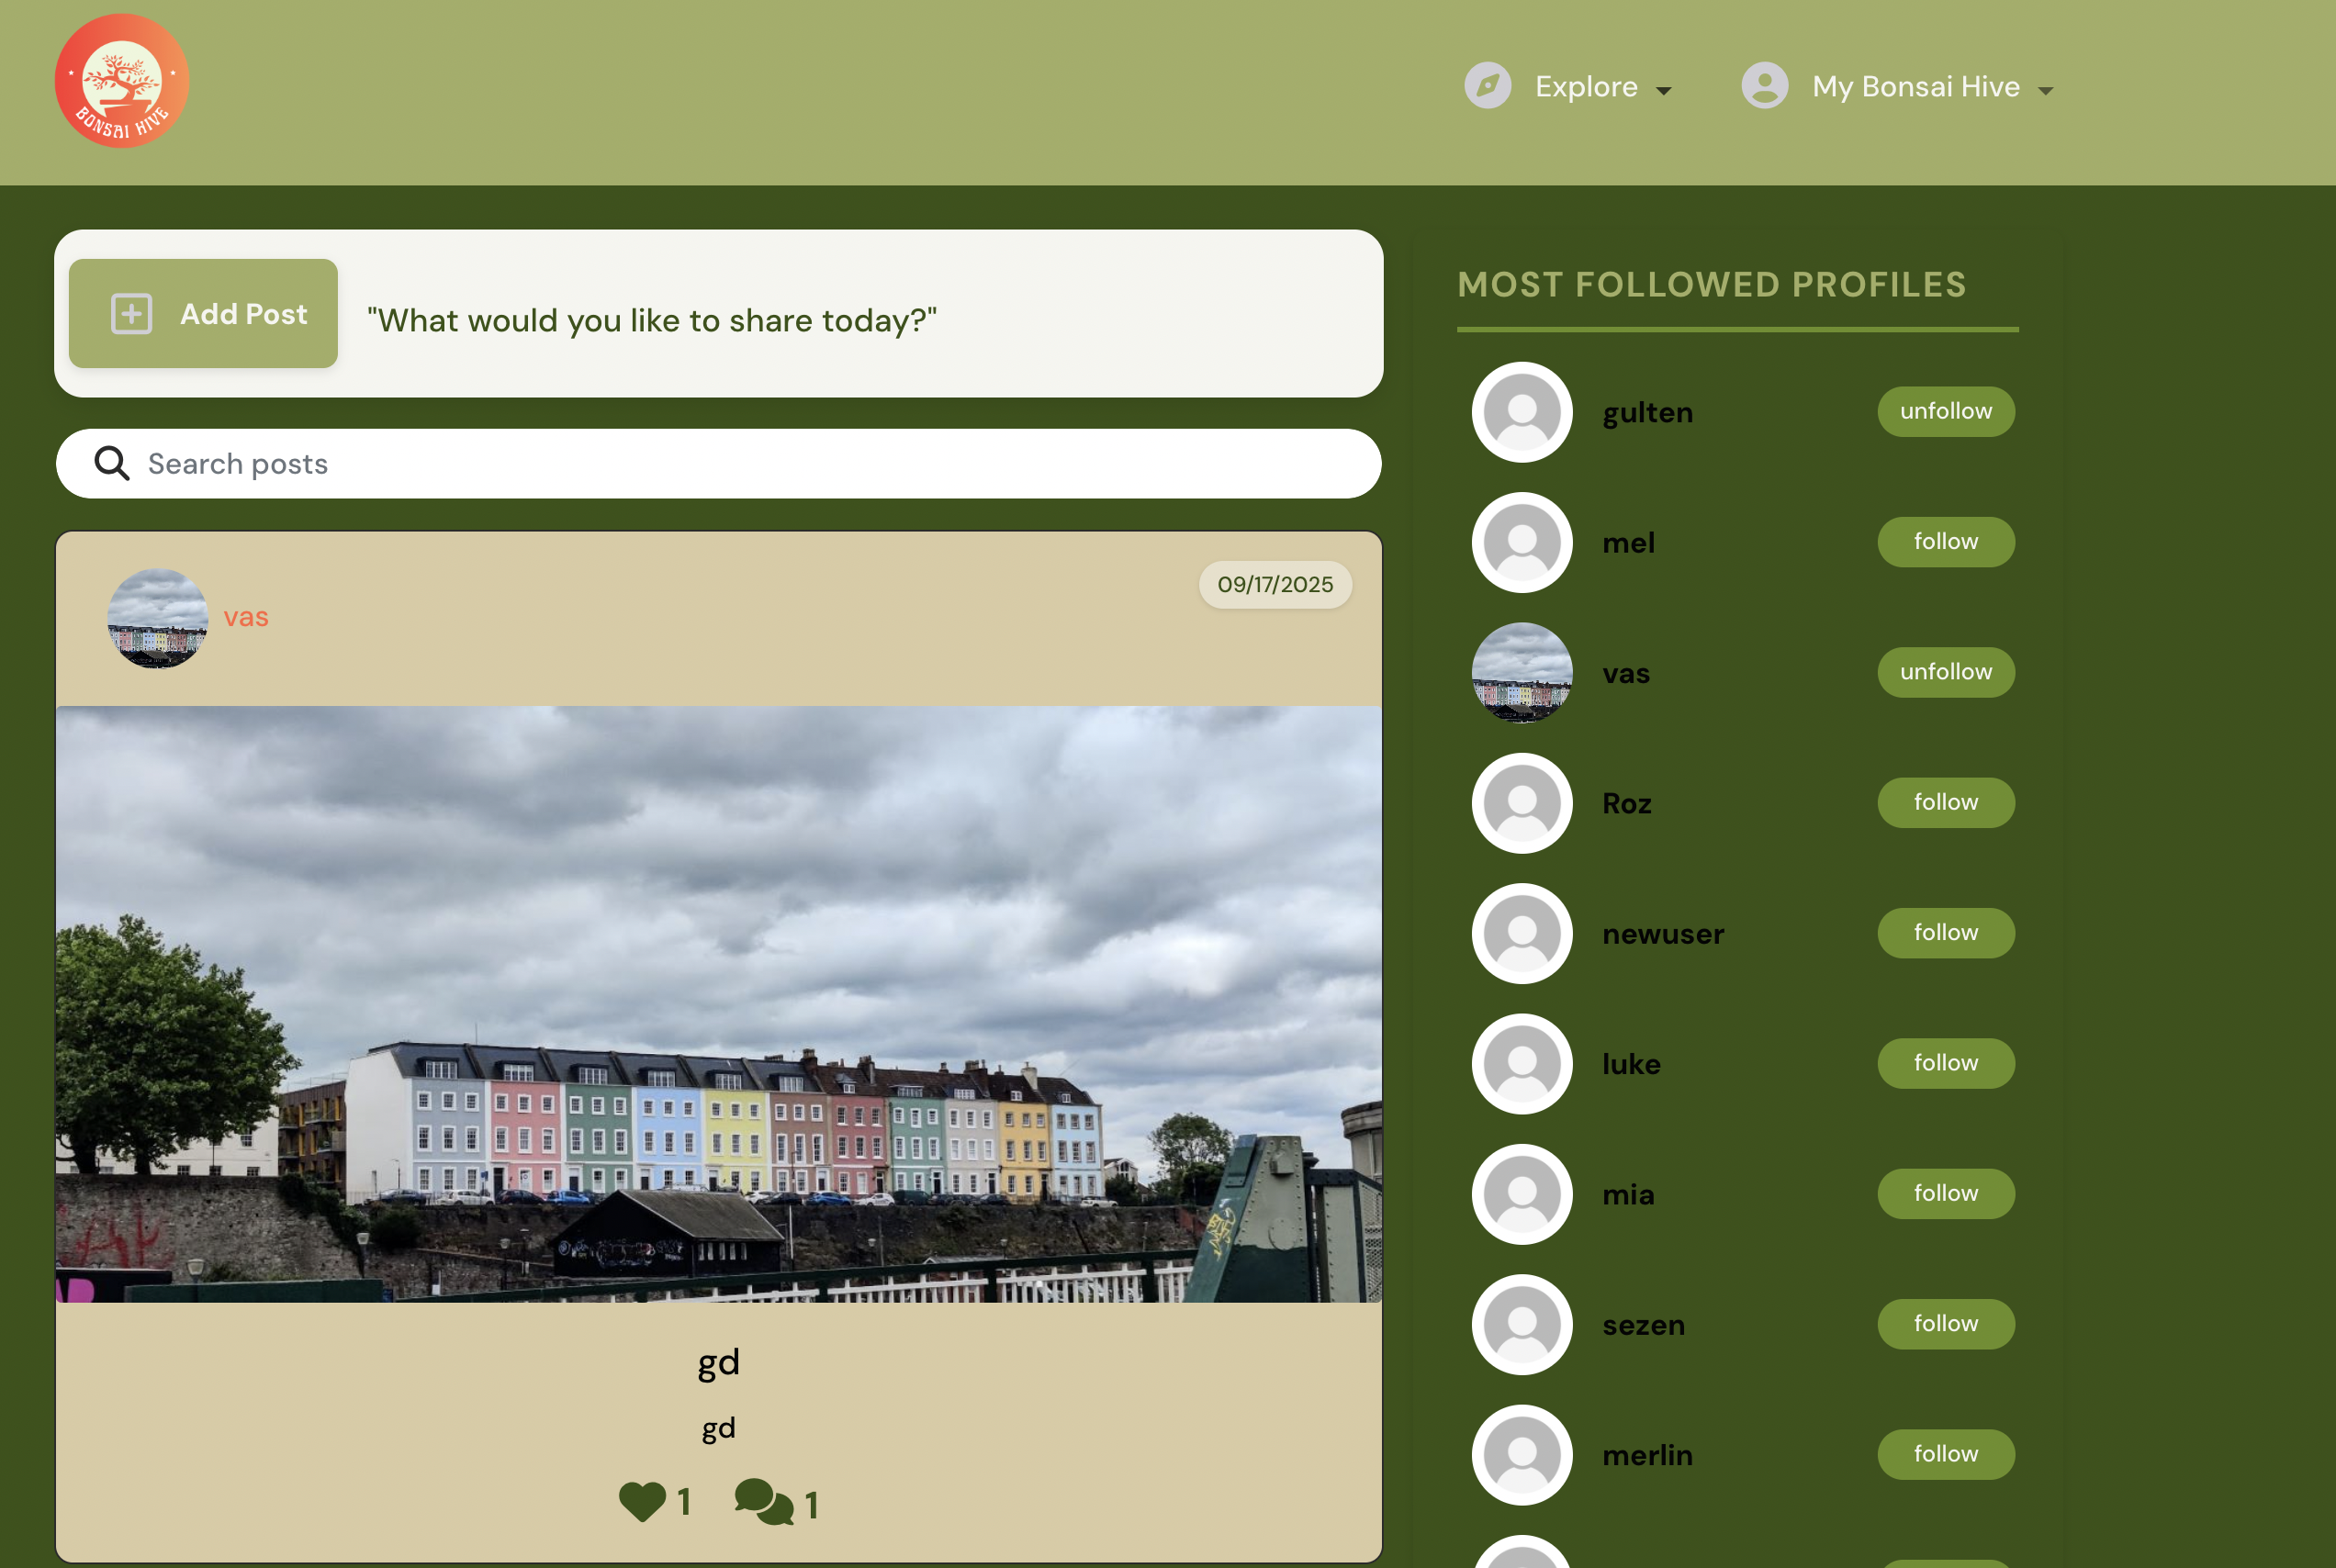 BONSAI HIVE
Explore
My Bonsai Hive
Add Post
"What would you like to share today?"
Search posts
vas
09/17/2025
gd
gd
1
1
MOST FOLLOWED PROFILES
gulten
unfollow
mel
follow
vas
unfollow
Roz
follow
newuser
follow
luke
follow
mia
follow
sezen
follow
merlin
follow